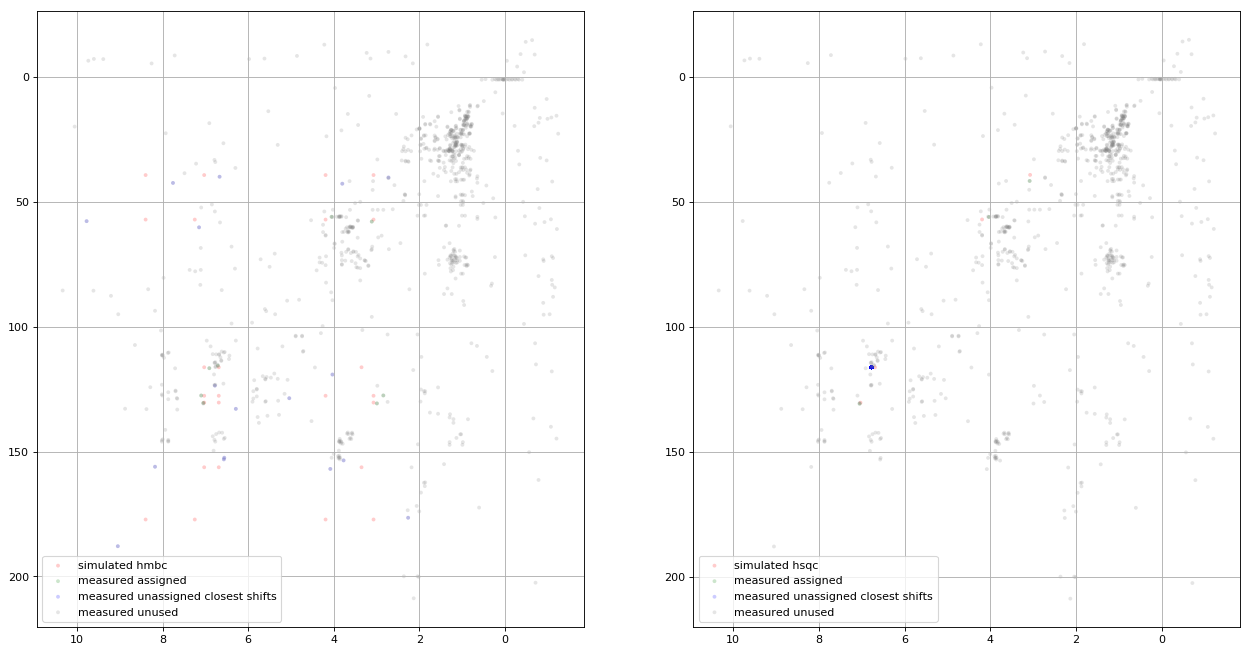 0
50
100
150
200
10
8
6
4
2
0
simulated hmbc
measured assigned
measured unassigned closest shifts
measured unused
0
50
100
150
200
10
8
6
4
2
0
simulated hsqc
measured assigned
measured unassigned closest shifts
measured unused